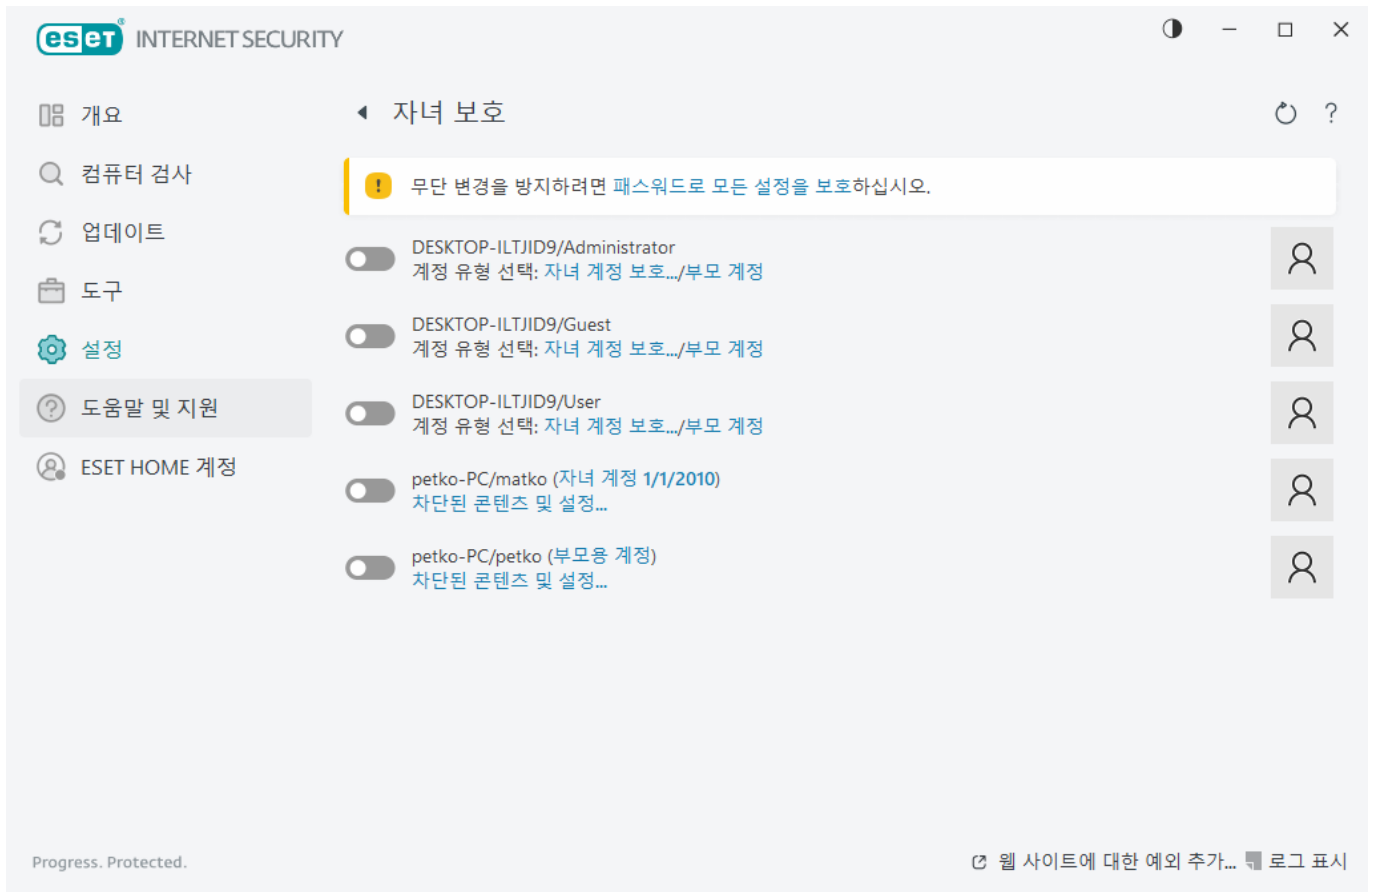 eseT® INTERNET SECURITY
개요
컴퓨터 검사
업데이트
도구
설정
도움말 및 지원
ESET HOME 계정
자녀 보호
?
! 무단 변경을 방지하려면 패스워드로 모든 설정을 보호하십시오.
DESKTOP-ILTJID9/Administrator
계정 유형 선택: 자녀 계정 보호.../부모 계정
DESKTOP-ILTJID9/Guest
계정 유형 선택: 자녀 계정 보호.../부모 계정
DESKTOP-ILTJID9/User
계정 유형 선택: 자녀 계정 보호.../부모 계정
petko-PC/matko (자녀 계정 1/1/2010)
차단된 콘텐츠 및 설정...
petko-PC/petko (부모용 계정)
차단된 콘텐츠 및 설정...
Progress. Protected.
웹 사이트에 대한 예외 추가... 로그 표시